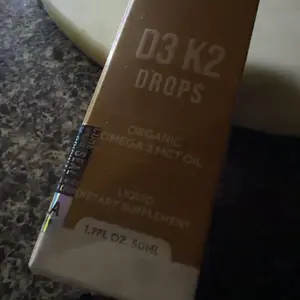 D3 K2
DROPS
ORGANIC
OMEGA 3 MCT OIL
LIQUID
DIETARY SUPPLEMENT
1.7FL OZ. 50ML